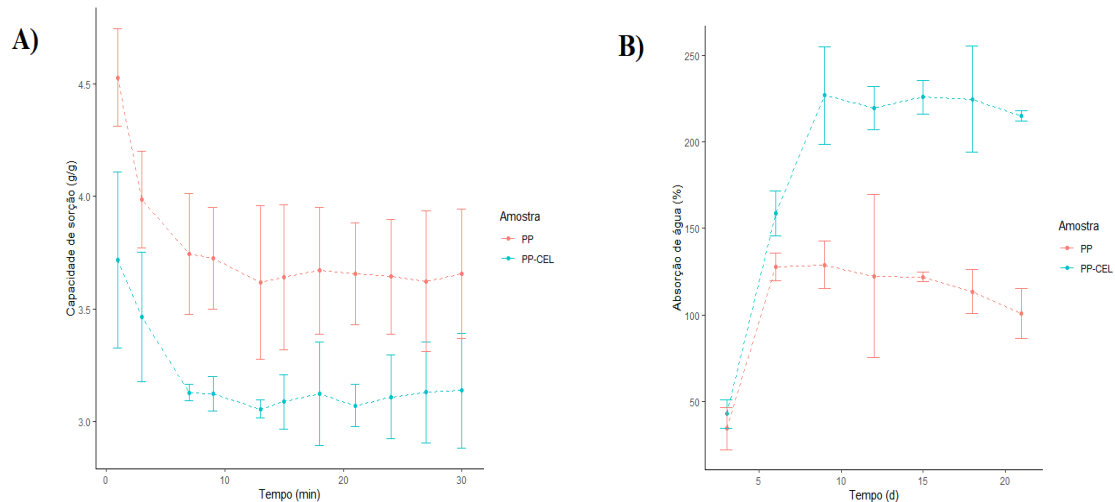 A)
Capacidade de sorção (g/g)
4.5
4.0
3.5
3.0
0
10
20
30
Tempo (min)
Amostra
PP
PP-CEL
B)
Absorção de água (%)
250
200
150
100
50
5
10
15
20
Tempo (d)
Amostra
PP
PP-CEL